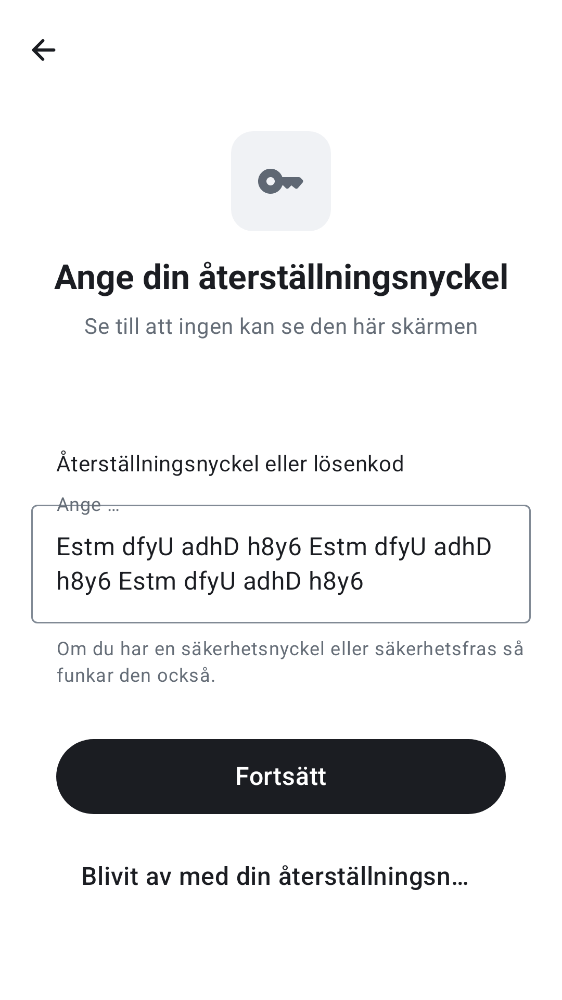 Ange din återställningsnyckel
Se till att ingen kan se den här skärmen
Återställningsnyckel eller lösenkod
Ange …
Estm dfyU adhD h8y6 Estm dfyU adhD
h8y6 Estm dfyU adhD h8y6
Om du har en säkerhetsnyckel eller säkerhetsfras så
funkar den också.
Fortsätt
Blivit av med din återställningsn…